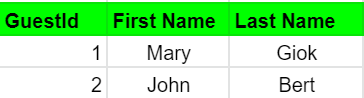 GuestId First Name Last Name
1 Mary Giok
2 John Bert